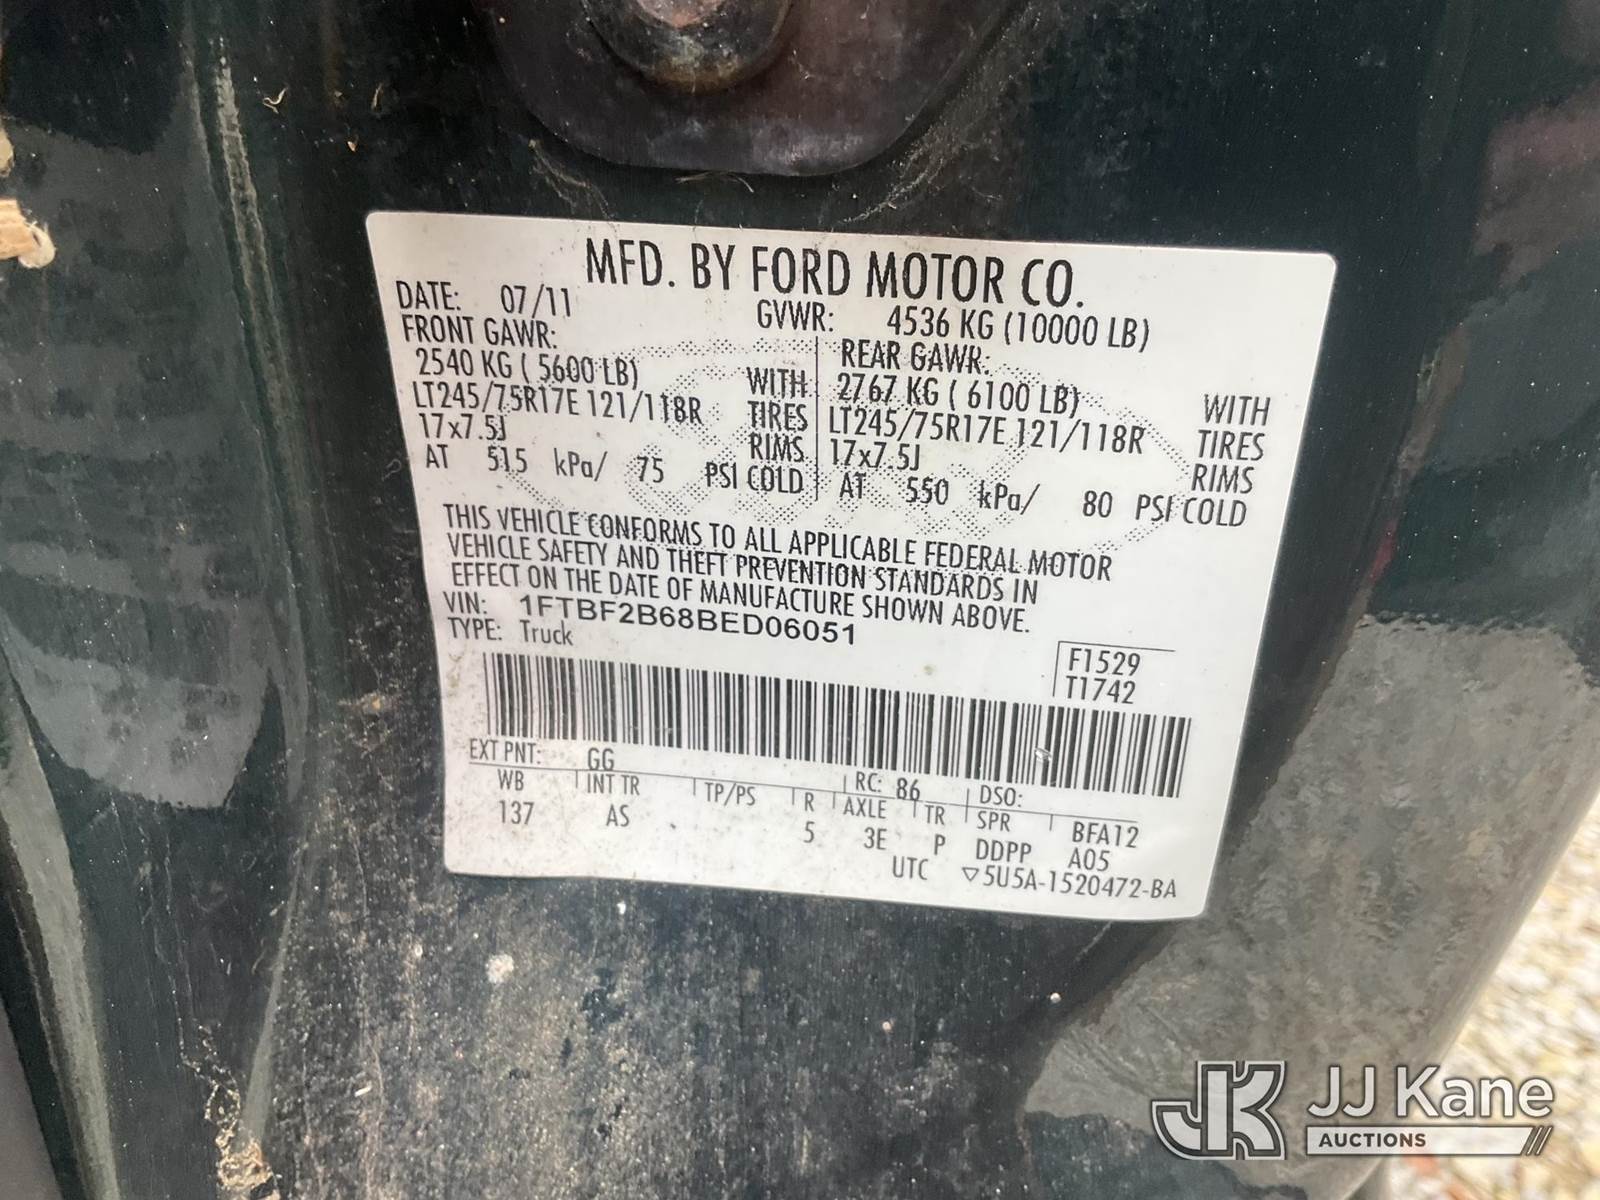 MFD. BY FORD MOTOR CO.
DATE: 07/11 GVWR: 4536 KG (10000 LB)
FRONT GAWR: REAR GAWR:
2540 KG ( 5600 LB) WITH 2767 KG ( 6100 LB) WITH
LT245/75R17E 121/118R TIRES LT245/75R17E 121/118R TIRES
17x7.5J RIMS 17x7.5J RIMS
AT 515 kPa/ 75 PSI COLD AT 550 kPa/ 80 PSI COLD
THIS VEHICLE CONFORMS TO ALL APPLICABLE FEDERAL MOTOR
VEHICLE SAFETY AND THEFT PREVENTION STANDARDS IN
EFFECT ON THE DATE OF MANUFACTURE SHOWN ABOVE.
VIN: 1FTBF2B68BED06051
TYPE: Truck
F1529
T1742
EXT PNT: GG RC: 86 DSO:
WB INT TR TP/PS R AXLE TR SPR BFA12
137 AS 5 3E P DDPP A05
UTC ▽5U5A-1520472-BA
JK JJ Kane
AUCTIONS